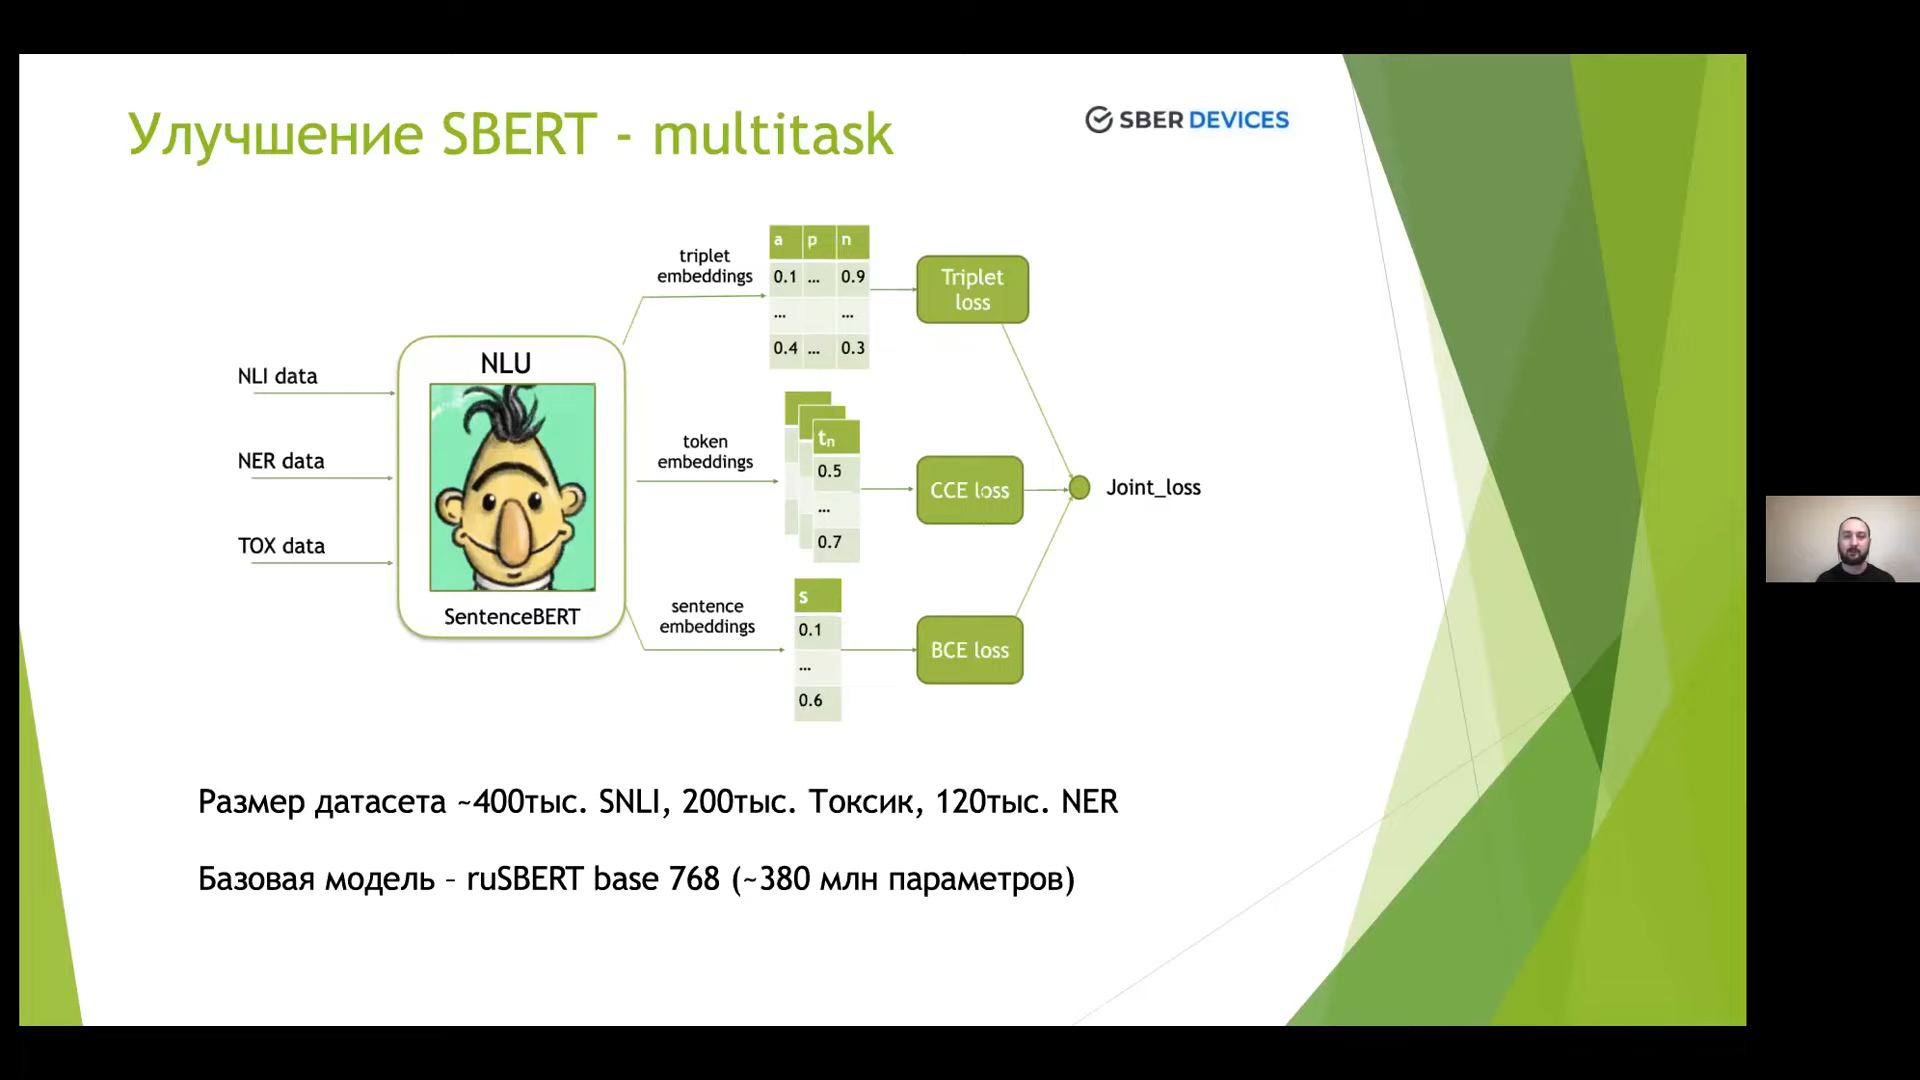 Улучшение SBERT - multitask
SBER DEVICES
triplet
embeddings
a p n
0.1 ... 0.9
... ...
0.4 ... 0.3
Triplet
loss
NLI data
NER data
TOX data
NLU
SentenceBERT
token
embeddings
tn
0.5
...
0.7
CCE loss
Joint_loss
sentence
embeddings
s
0.1
...
0.6
BCE loss
Размер датасета ~400тыс. SNLI, 200тыс. Токсик, 120тыс. NER
Базовая модель – ruSBERT base 768 (~380 млн параметров)